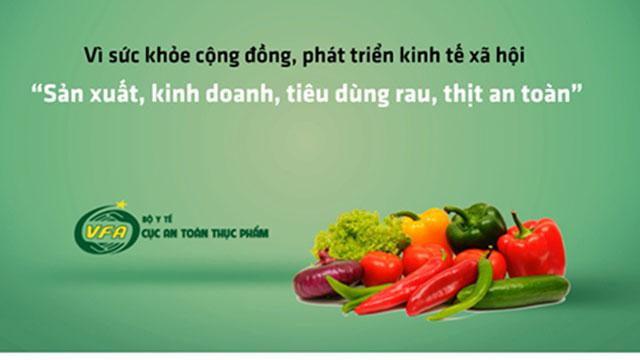 Vì sức khỏe cộng đồng, phát triển kinh tế xã hội
“Sản xuất, kinh doanh, tiêu dùng rau, thịt an toàn”
VFA
BỘ Y TẾ
CỤC AN TOÀN THỰC PHẨM